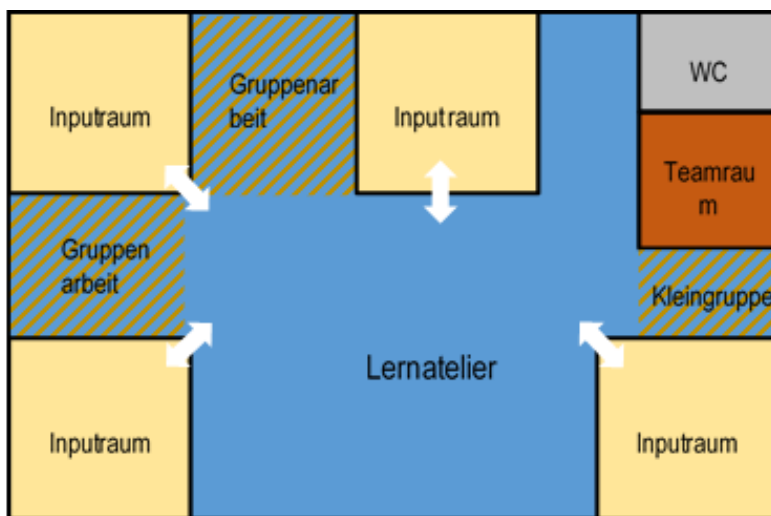 Inputraum
Gruppenar
beit
Inputraum
WC
Teamrau
m
Gruppen
arbeit
Kleingruppe
Lernatelier
Inputraum
Inputraum